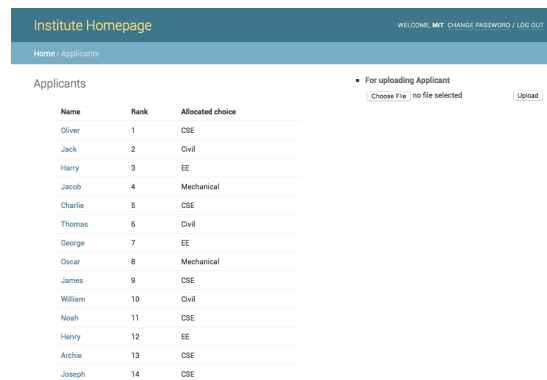 Institute Homepage
WELCOME, MIT. CHANGE PASSWORD / LOG OUT
Home › Applicants
Applicants
Name Rank Allocated choice
Oliver 1 CSE
Jack 2 Civil
Harry 3 EE
Jacob 4 Mechanical
Charlie 5 CSE
Thomas 6 Civil
George 7 EE
Oscar 8 Mechanical
James 9 CSE
William 10 Civil
Noah 11 CSE
Henry 12 EE
Archie 13 CSE
Joseph 14 CSE
For uploading Applicant
Choose File no file selected Upload